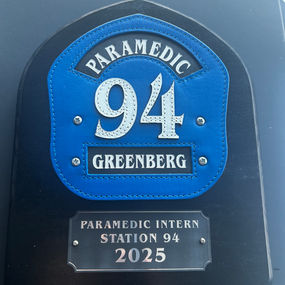 PARAMEDIC
94
GREENBERG
PARAMEDIC INTERN
STATION 94
2025